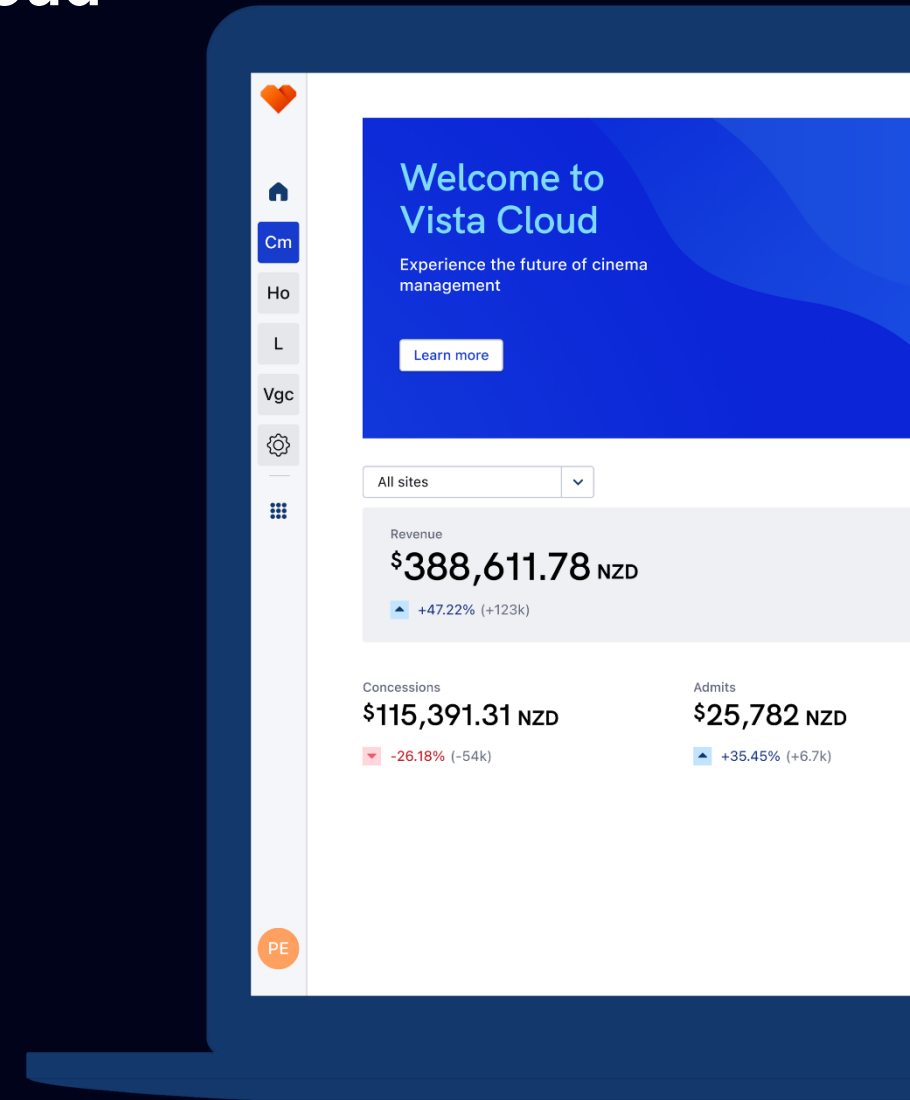 Cm
Ho
L
Vgc
PE
Welcome to
Vista Cloud
Experience the future of cinema
management
Learn more
All sites
Revenue
$388,611.78 NZD
+47.22% (+123k)
Concessions
$115,391.31 NZD
-26.18% (-54k)
Admits
$25,782 NZD
+35.45% (+6.7k)